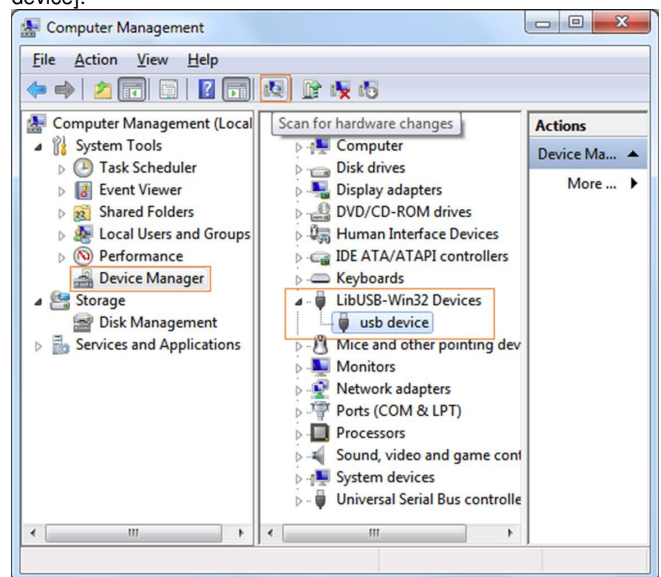 device].
Computer Management
File Action View Help
Scan for hardware changes
Computer Management (Local
System Tools
Task Scheduler
Event Viewer
Shared Folders
Local Users and Groups
Performance
Device Manager
Storage
Disk Management
Services and Applications
Computer
Disk drives
Display adapters
DVD/CD-ROM drives
Human Interface Devices
IDE ATA/ATAPI controllers
Keyboards
LibUSB-Win32 Devices
usb device
Mice and other pointing dev
Monitors
Network adapters
Ports (COM & LPT)
Processors
Sound, video and game cont
System devices
Universal Serial Bus controlle
Actions
Device Ma...
More ...